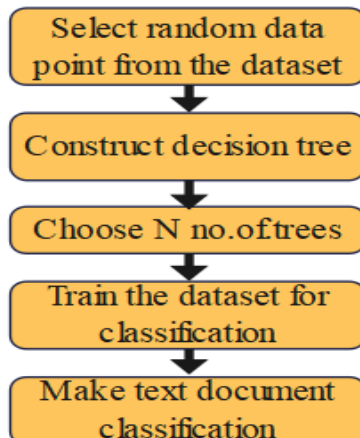 Select random data
point from the dataset
Construct decision tree
Choose N no.of trees
Train the dataset for
classification
Make text document
classification